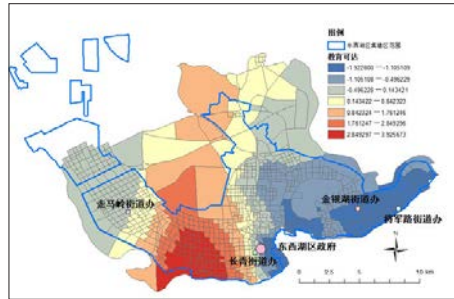 图例
东西湖区高建区范围
教育可达
-1.922600 — -1.105109
-1.105108 — -0.496229
-0.496228 — 0.143421
0.143422 — 0.842323
0.842324 — 1.761246
1.761247 — 2.849296
2.849297 — 3.925673
走马岭街道办
金银湖街道办
将军路街道办
东西湖区政府
长青街道办
N
0 2.5 5 10 km